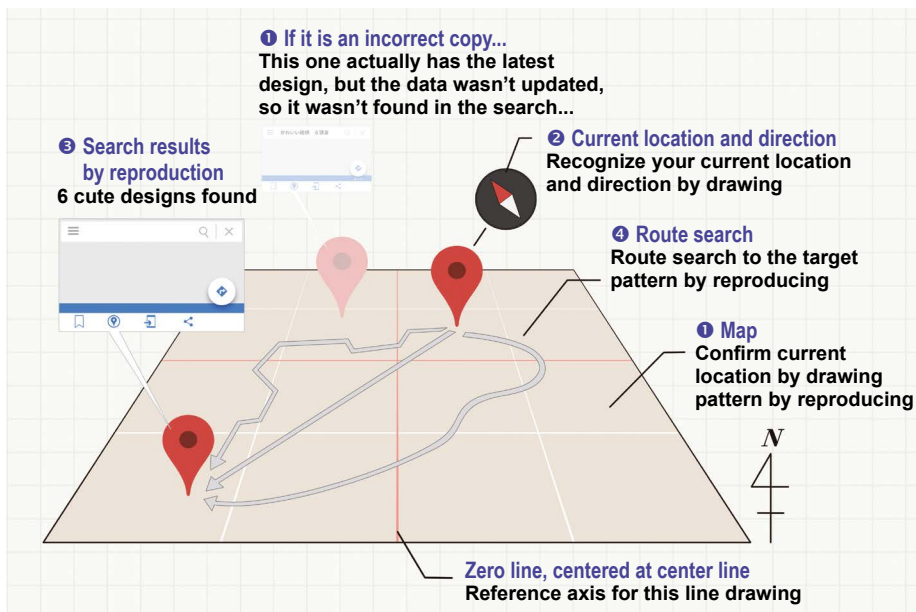 ❶ If it is an incorrect copy...
This one actually has the latest
design, but the data wasn't updated,
so it wasn't found in the search...
❸ Search results
by reproduction
6 cute designs found
❷ Current location and direction
Recognize your current location
and direction by drawing
❹ Route search
Route search to the target
pattern by reproducing
❶ Map
Confirm current
location by drawing
pattern by reproducing
N
Zero line, centered at center line
Reference axis for this line drawing